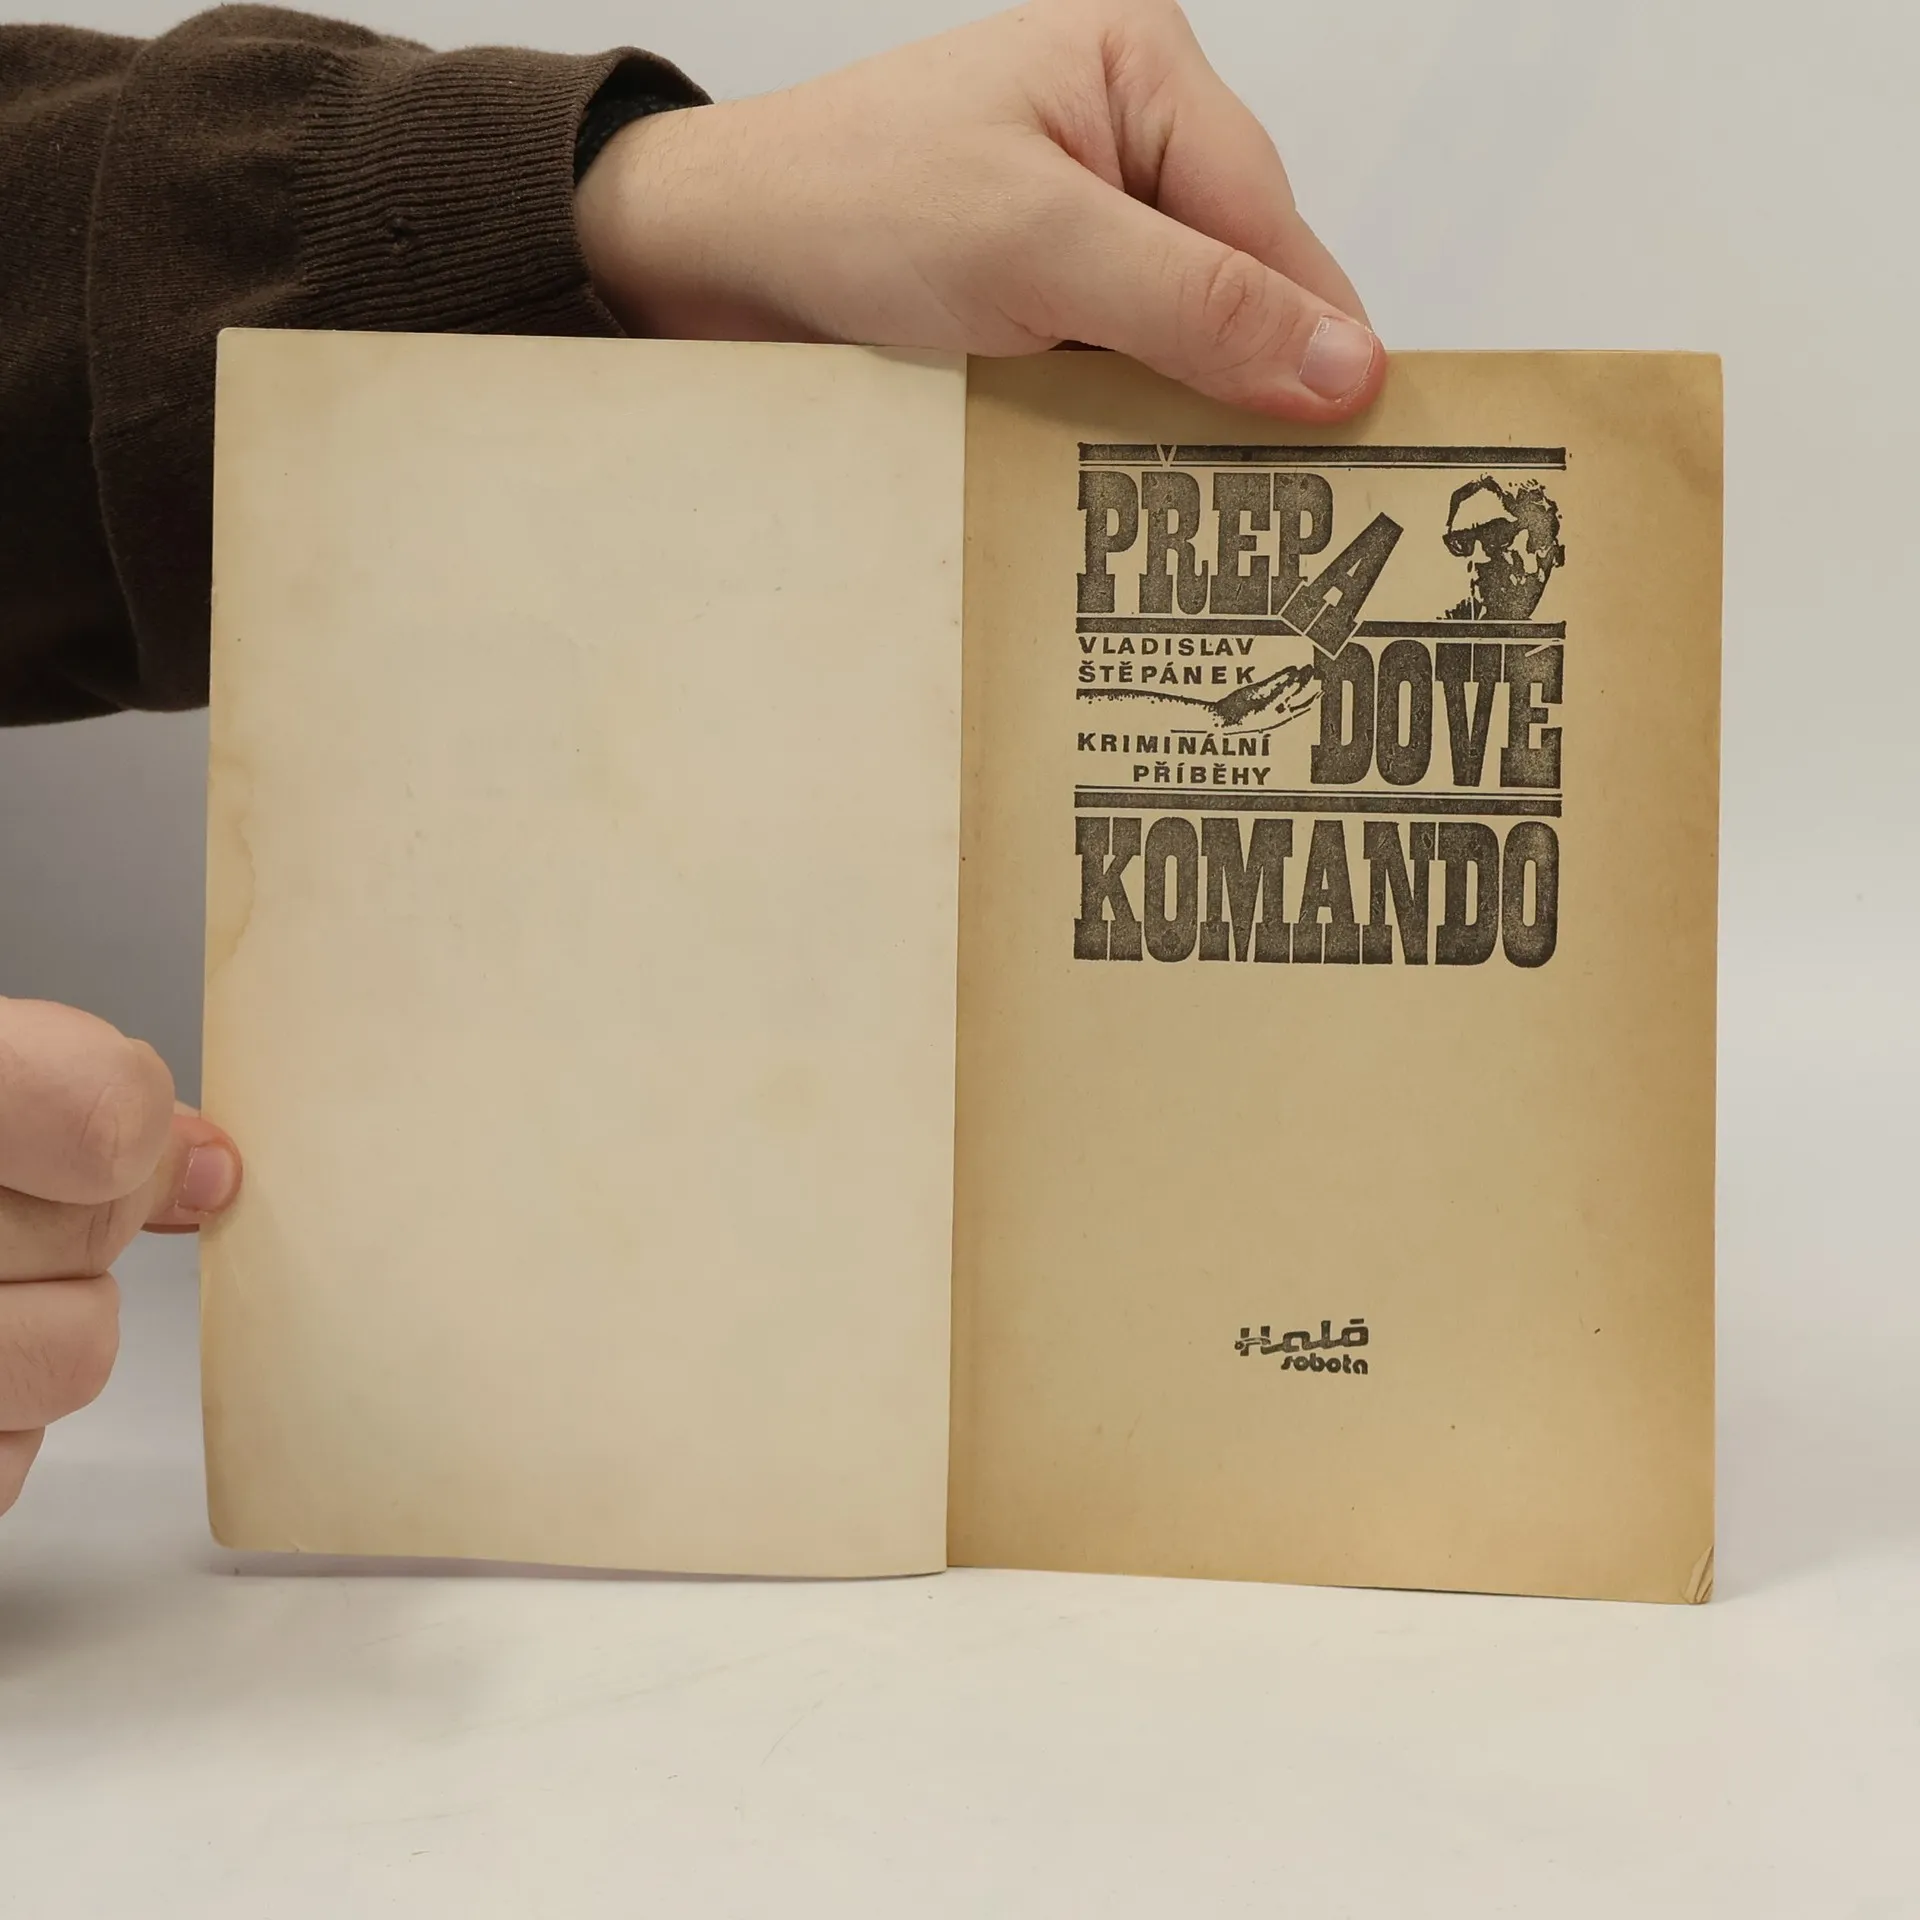 PŘEPA
VLADISLAV
ŠTĚPÁNEK
DOVÉ
KRIMINÁLNÍ
PŘÍBĚHY
KOMANDO
Haló
sobota